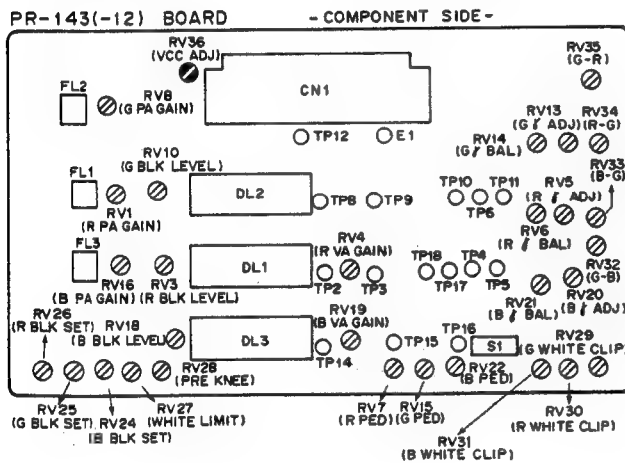 PR-143(-12) BOARD -COMPONENT SIDE-
RV36
(VCC ADJ)
RV35
(G-R)
FL2
RV8
(G PA GAIN)
CN1
RV13
(G γ ADJ)
RV34
(R-G)
RV14
(G γ BAL)
TP12
E1
RV33
(B-G)
RV10
(G BLK LEVEL)
FL1
RV1
(R PA GAIN)
DL2
TP8
TP9
TP10
TP6
TP11
RV5
(R γ ADJ)
RV6
(R γ BAL)
FL3
RV16
(B PA GAIN)
RV3
(R BLK LEVEL)
DL1
RV4
(R VA GAIN)
TP2
TP3
TP18
TP17
TP4
TP5
RV32
(G-B)
RV21
(B γ BAL)
RV20
(B γ ADJ)
RV26
(R BLK SET)
RV18
(B BLK LEVEL)
DL3
RV19
(B VA GAIN)
TP14
TP15
TP16
S1
RV29
(G WHITE CLIP)
RV28
(PRE KNEE)
RV22
(B PED)
RV25
(G BLK SET)
RV24
(B BLK SET)
RV27
(WHITE LIMIT)
RV7
(R PED)
RV15
(G PED)
RV31
(B WHITE CLIP)
RV30
(R WHITE CLIP)